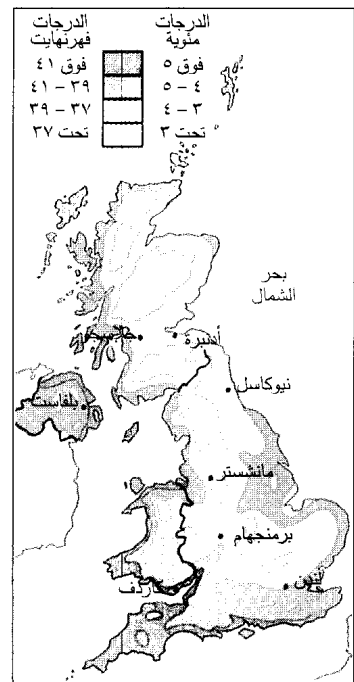 الدرجات الدرجات
مئوية فهرنهايت
فوق ٥ فوق ٤١
٤ - ٥ ٣٩ - ٤١
٣ - ٤ ٣٧ - ٣٩
تحت ٣ تحت ٣٧
بحر
الشمال
أدنبرة
نيوكاسل
بلفاست
مانشستر
برمنجهام